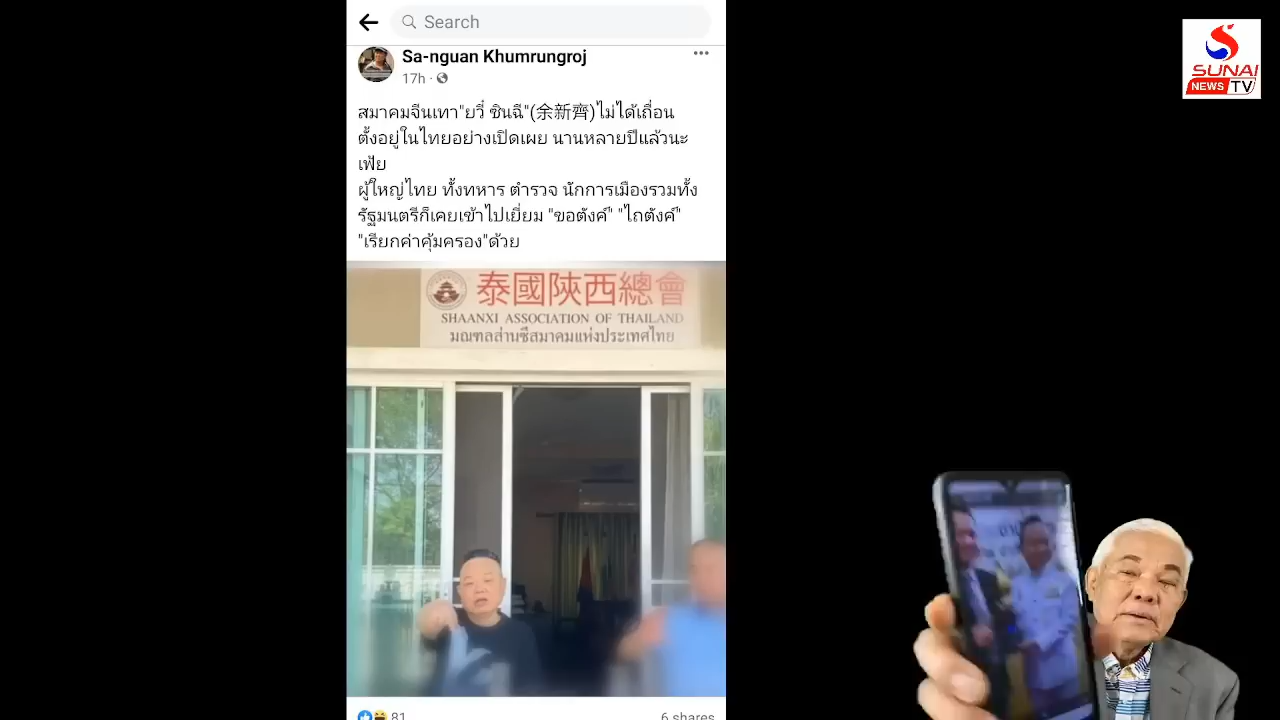 Search
Sa-nguan Khumrungroj
17h
สมาคมจีนเทา"ยวี๋ ซินฉี"(余新齊)ไม่ได้เถื่อน
ตั้งอยู่ในไทยอย่างเปิดเผย นานหลายปีแล้วนะ
เฟ้ย
ผู้ใหญ่ไทย ทั้งทหาร ตำรวจ นักการเมืองรวมทั้ง
รัฐมนตรีก็เคยเข้าไปเยี่ยม "ขอตังค์" "ไถตังค์"
"เรียกค่าคุ้มครอง"ด้วย
泰國陝西總會
SHAANXI ASSOCIATION OF THAILAND
มณฑลส่านซีสมาคมแห่งประเทศไทย
81
6 shares
SUNAI
NEWS TV